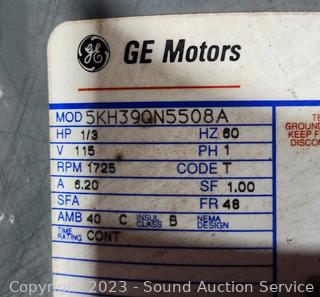 GE GE Motors
MOD 5KH39QN5508A
HP 1/3 HZ 60
V 115 PH 1
RPM 1725 CODE T
A 6.20 SF 1.00
SFA FR 48
AMB 40 C INSUL CLASS B NEMA DESIGN
TIME RATING CONT
TE
GROUND
KEEP F
DISCO
Copyright © 2023 - Sound Auction Service